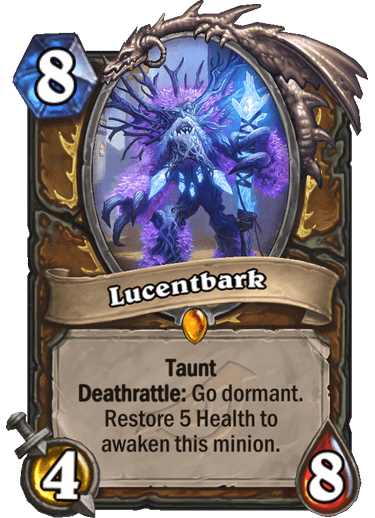 8
Lucentbark
Taunt
Deathrattle: Go dormant.
Restore 5 Health to
awaken this minion.
4
8